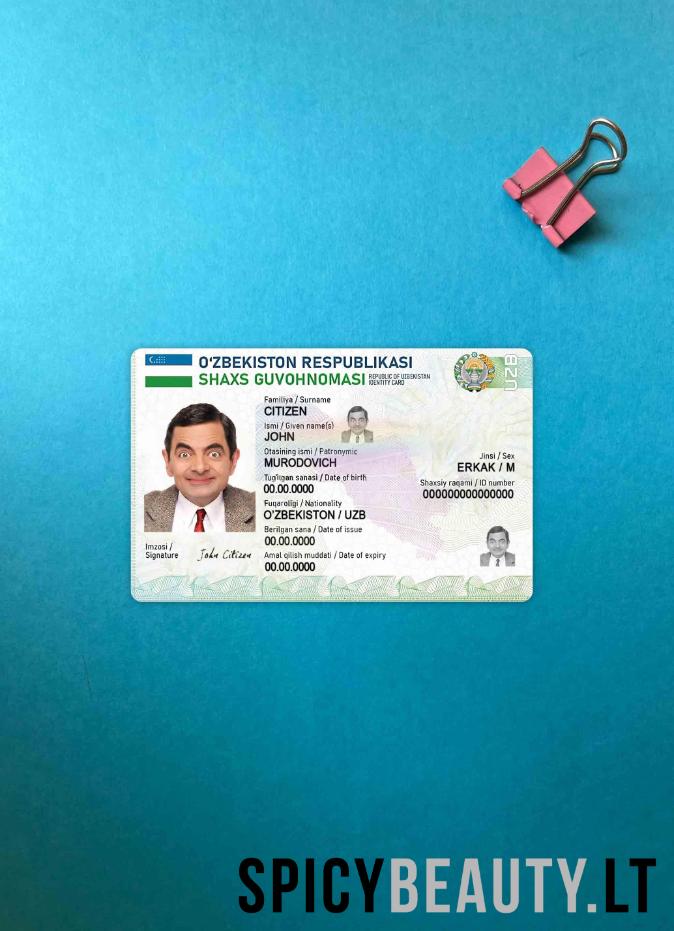 O‘ZBEKISTON RESPUBLIKASI
SHAXS GUVOHNOMASI
REPUBLIC OF UZBEKISTAN
IDENTITY CARD
UZB
Familiya / Surname
CITIZEN
Ismi / Given name(s)
JOHN
Otasining ismi / Patronymic
MURODOVICH
Jinsi / Sex
ERKAK / M
Tug‘ilgan sanasi / Date of birth
00.00.0000
Shaxsiy raqami / ID number
00000000000000
Fuqaroligi / Nationality
O‘ZBEKISTON / UZB
Berilgan sana / Date of issue
00.00.0000
Imzosi /
Signature
John Citizen
Amal qilish muddati / Date of expiry
00.00.0000
SPICYBEAUTY.LT